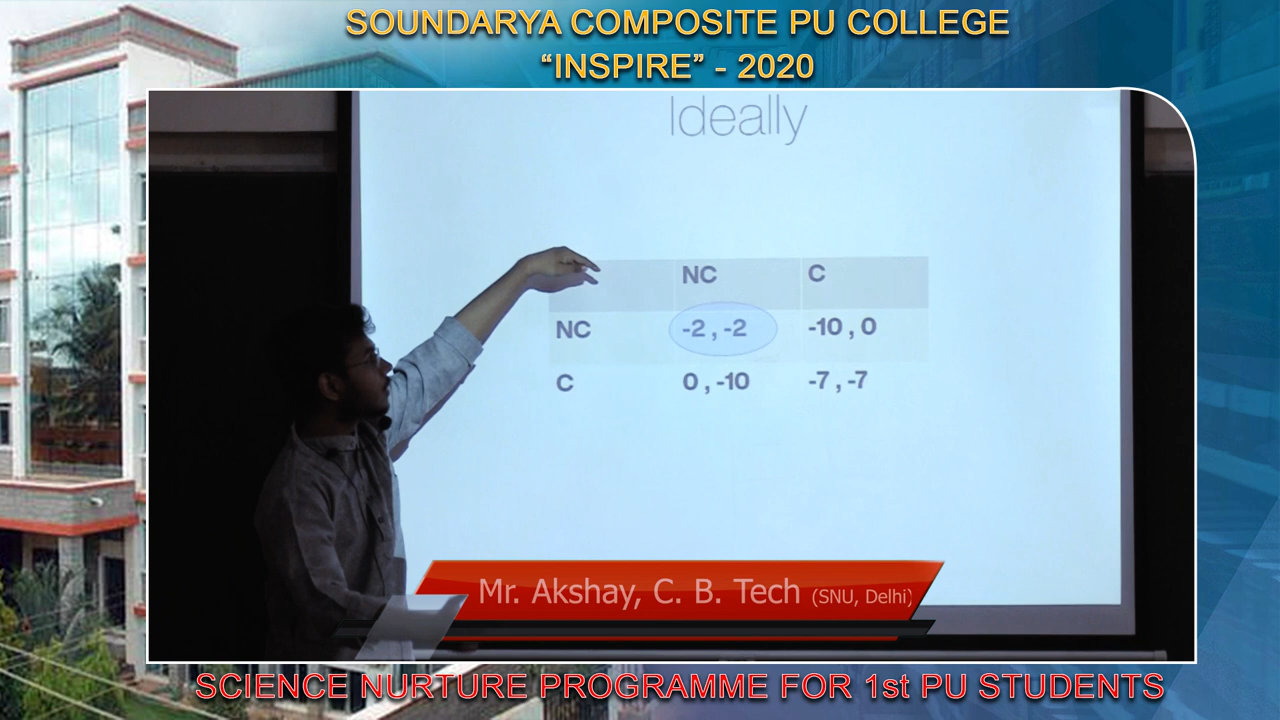 SOUNDARYA COMPOSITE PU COLLEGE
“INSPIRE” - 2020
Ideally
NC C
NC -2 , -2 -10 , 0
C 0 , -10 -7 , -7
Mr. Akshay, C. B. Tech (SNU, Delhi)
SCIENCE NURTURE PROGRAMME FOR 1st PU STUDENTS